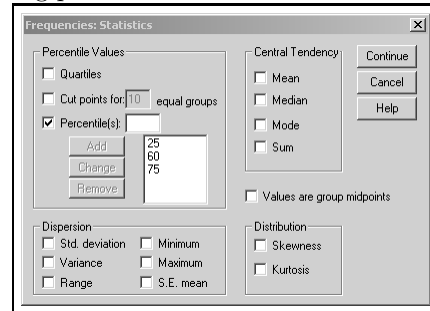 Frequencies: Statistics
Percentile Values
Quartiles
Cut points for: 10 equal groups
Percentile(s):
Add
Change
Remove
25
60
75
Central Tendency
Mean
Median
Mode
Sum
Continue
Cancel
Help
Values are group midpoints
Dispersion
Std. deviation
Minimum
Variance
Maximum
Range
S.E. mean
Distribution
Skewness
Kurtosis